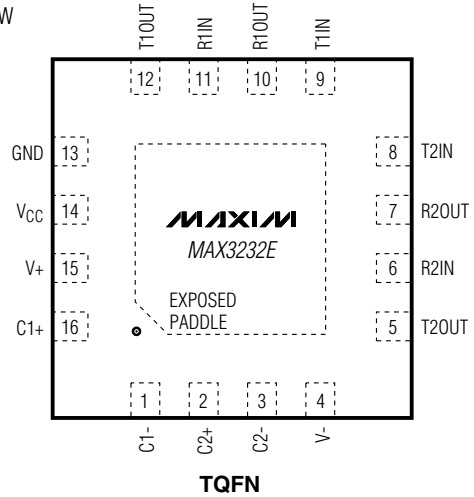 W
T1OUT
R1IN
R1OUT
T1IN
12
11
10
9
GND 13
8 T2IN
VCC 14
7 R2OUT
V+ 15
6 R2IN
C1+ 16
5 T2OUT
MAXIM
MAX3232E
EXPOSED
PADDLE
1
2
3
4
C1-
C2+
C2-
V-
TQFN